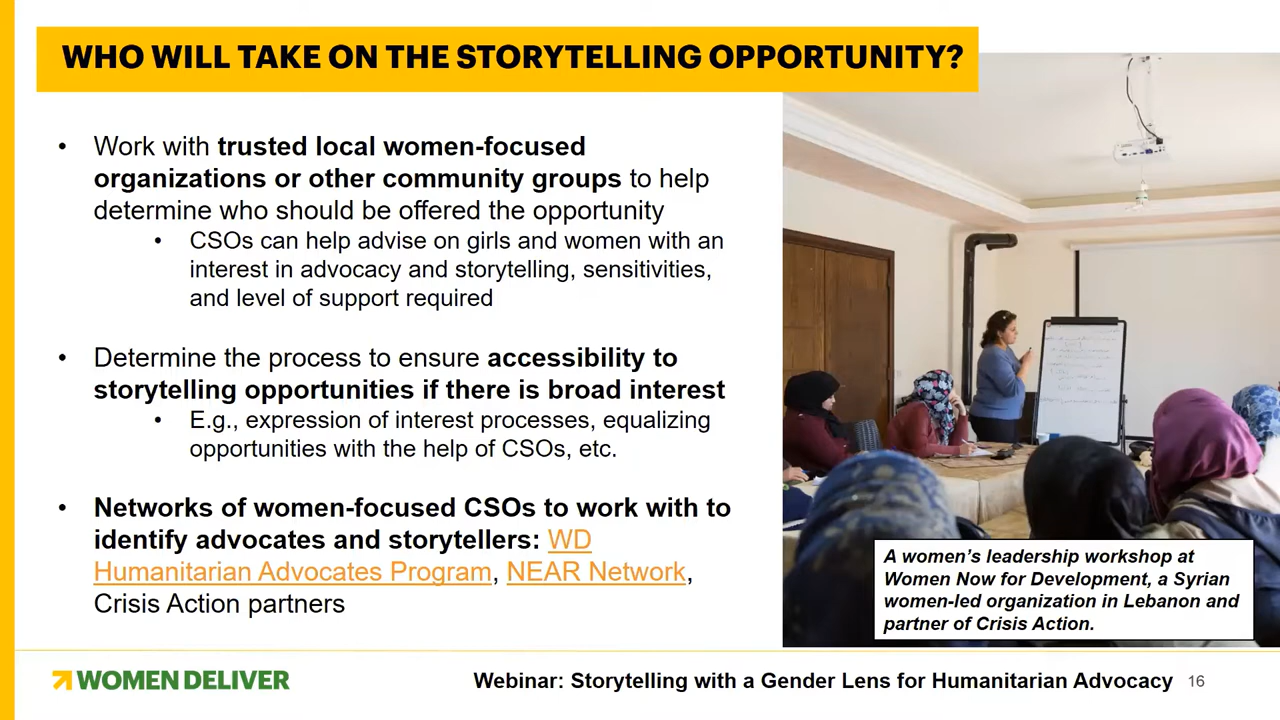 WHO WILL TAKE ON THE STORYTELLING OPPORTUNITY?
• Work with trusted local women-focused
organizations or other community groups to help
determine who should be offered the opportunity
• CSOs can help advise on girls and women with an
interest in advocacy and storytelling, sensitivities,
and level of support required
• Determine the process to ensure accessibility to
storytelling opportunities if there is broad interest
• E.g., expression of interest processes, equalizing
opportunities with the help of CSOs, etc.
• Networks of women-focused CSOs to work with to
identify advocates and storytellers: WD
Humanitarian Advocates Program, NEAR Network,
Crisis Action partners
A women's leadership workshop at
Women Now for Development, a Syrian
women-led organization in Lebanon and
partner of Crisis Action.
WOMEN DELIVER
Webinar: Storytelling with a Gender Lens for Humanitarian Advocacy 16